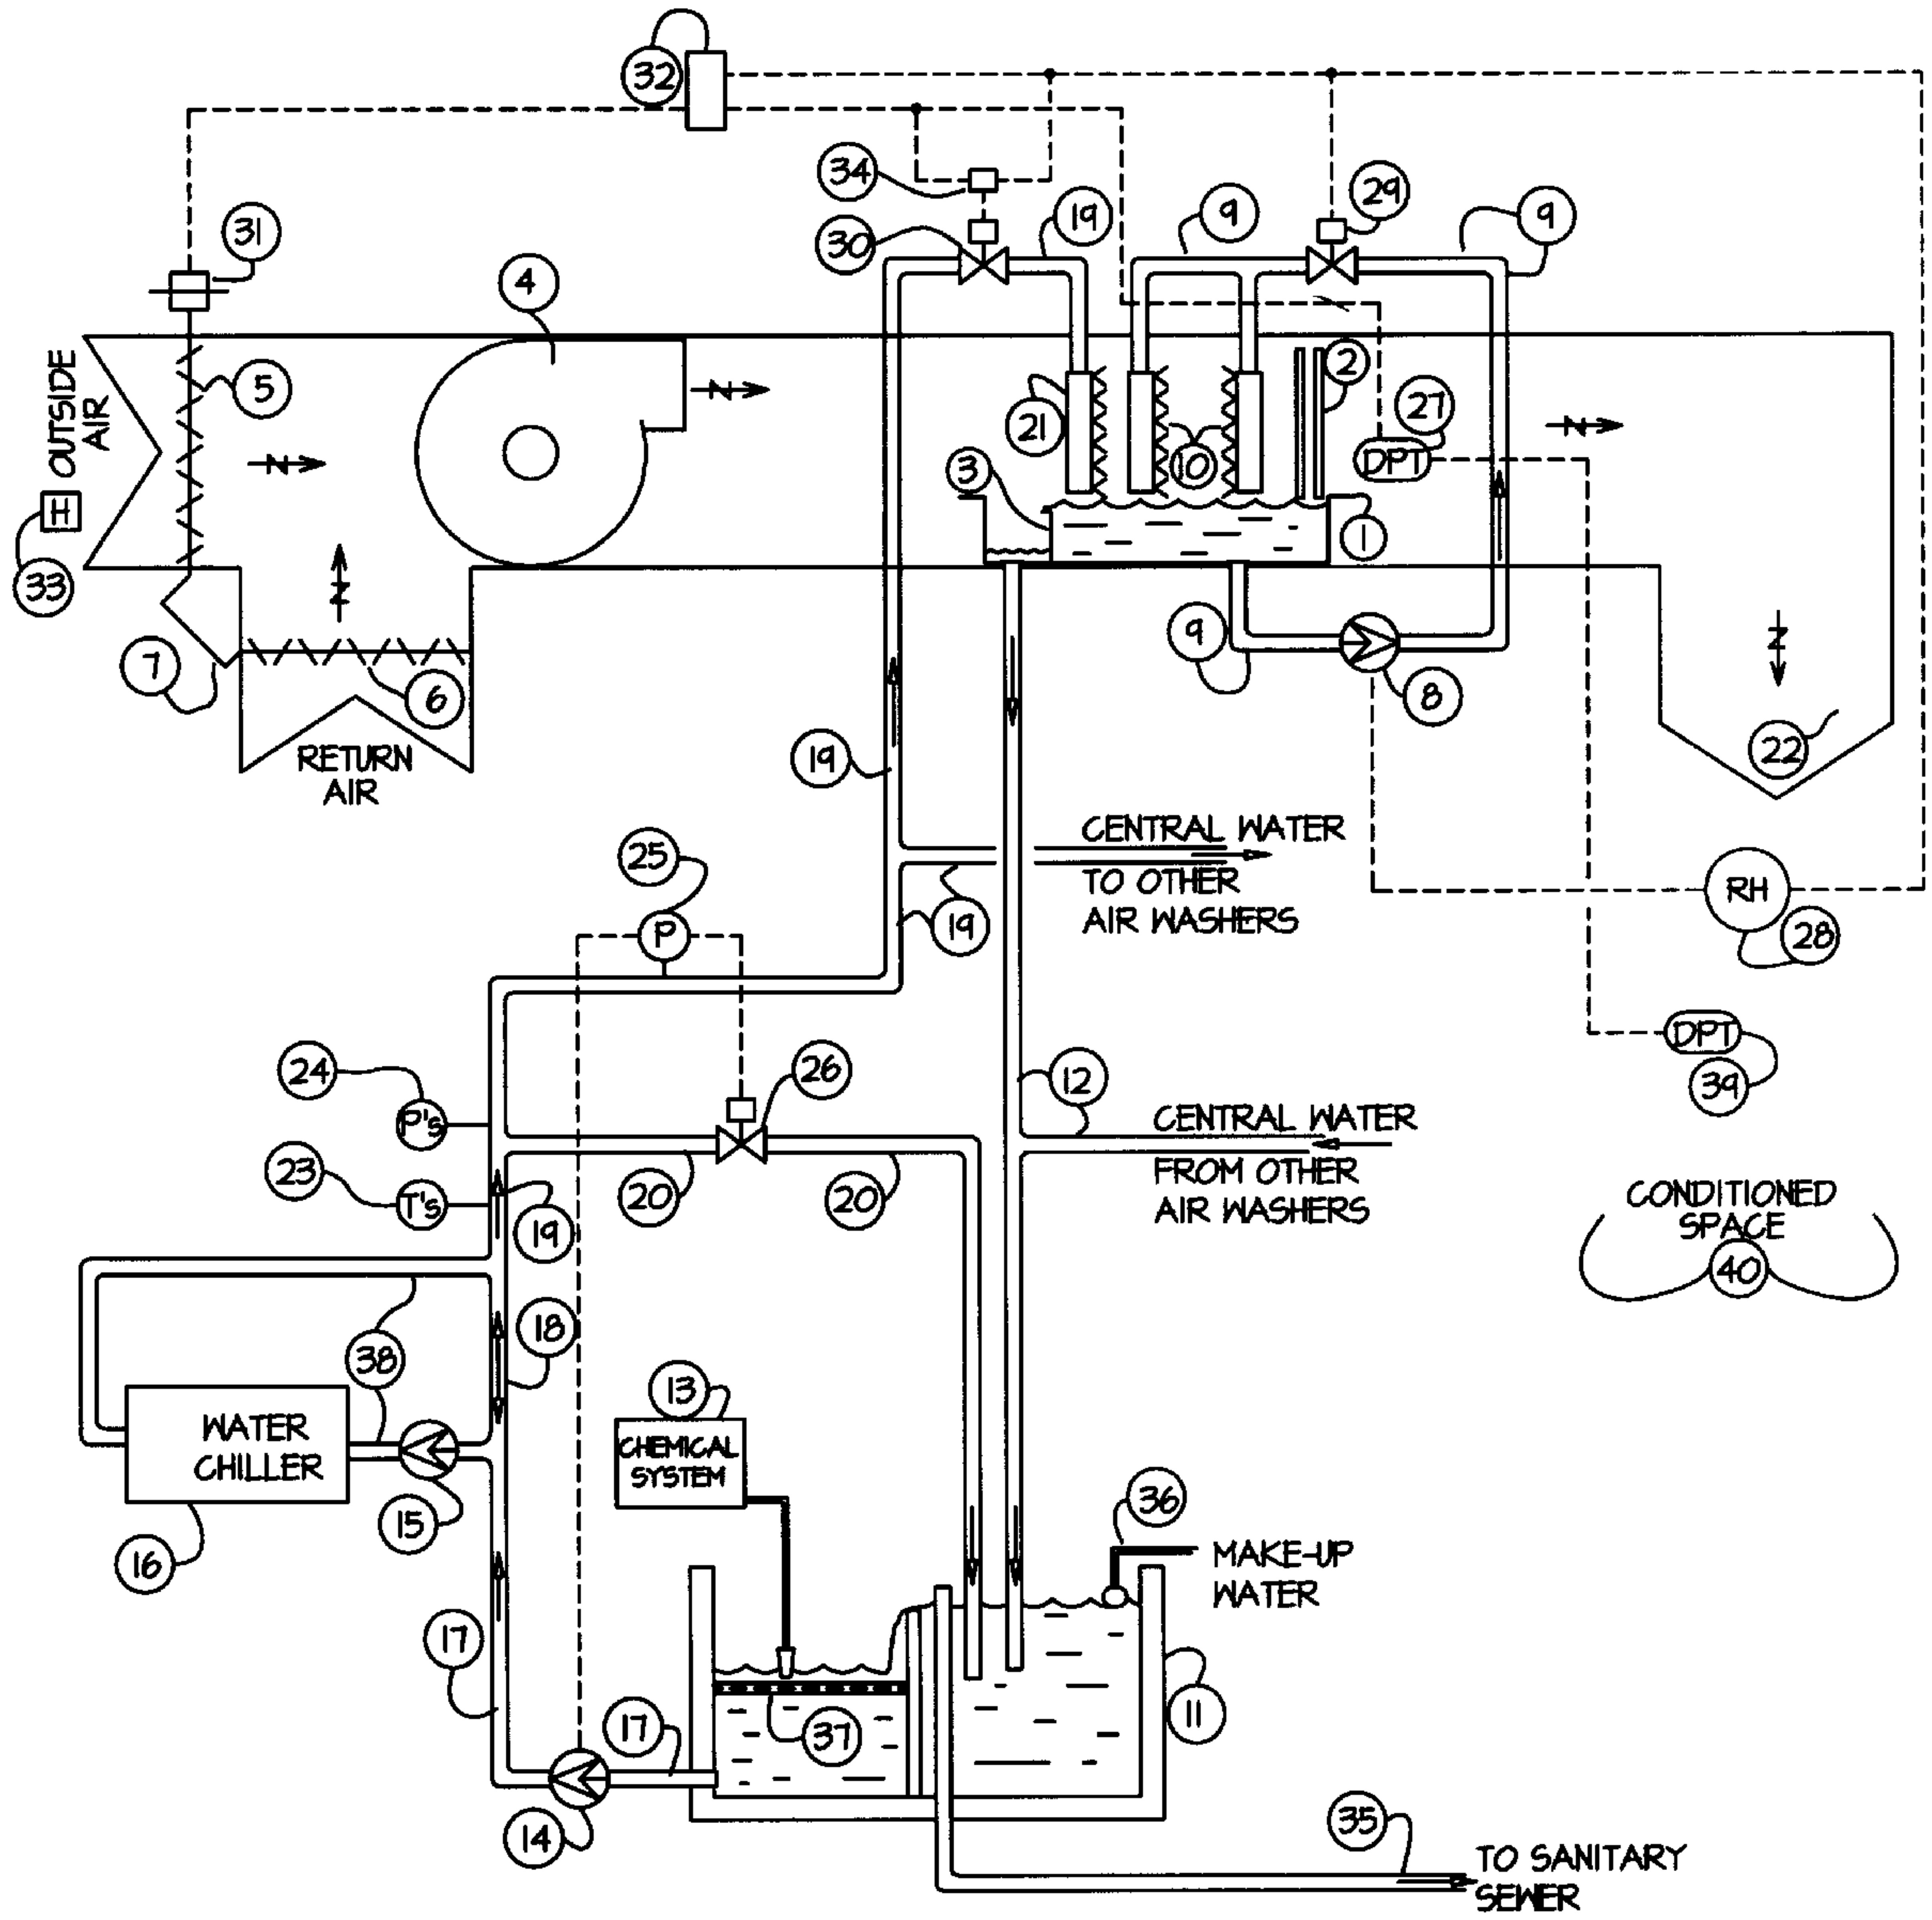 32
34
29
9
9
19
30
31
4
2
5
OUTSIDE
AIR
27
21
10
DPT
3
H
1
33
9
7
6
8
RETURN
AIR
22
19
CENTRAL WATER
TO OTHER
AIR WASHERS
25
RH
P
19
28
DPT
24
26
12
39
P's
CENTRAL WATER
FROM OTHER
AIR WASHERS
23
T's
20
20
19
CONDITIONED
SPACE
40
18
38
13
WATER
CHILLER
CHEMICAL
SYSTEM
15
36
16
MAKE-UP
WATER
17
17
37
11
14
35
TO SANITARY
SEWER